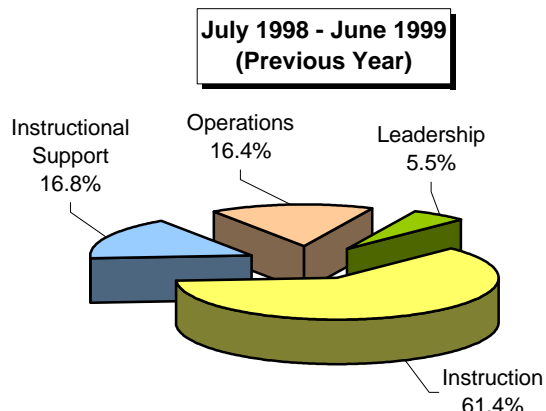 July 1998 - June 1999
(Previous Year)
Instructional
Support
16.8%
Operations
16.4%
Leadership
5.5%
Instruction
61.4%